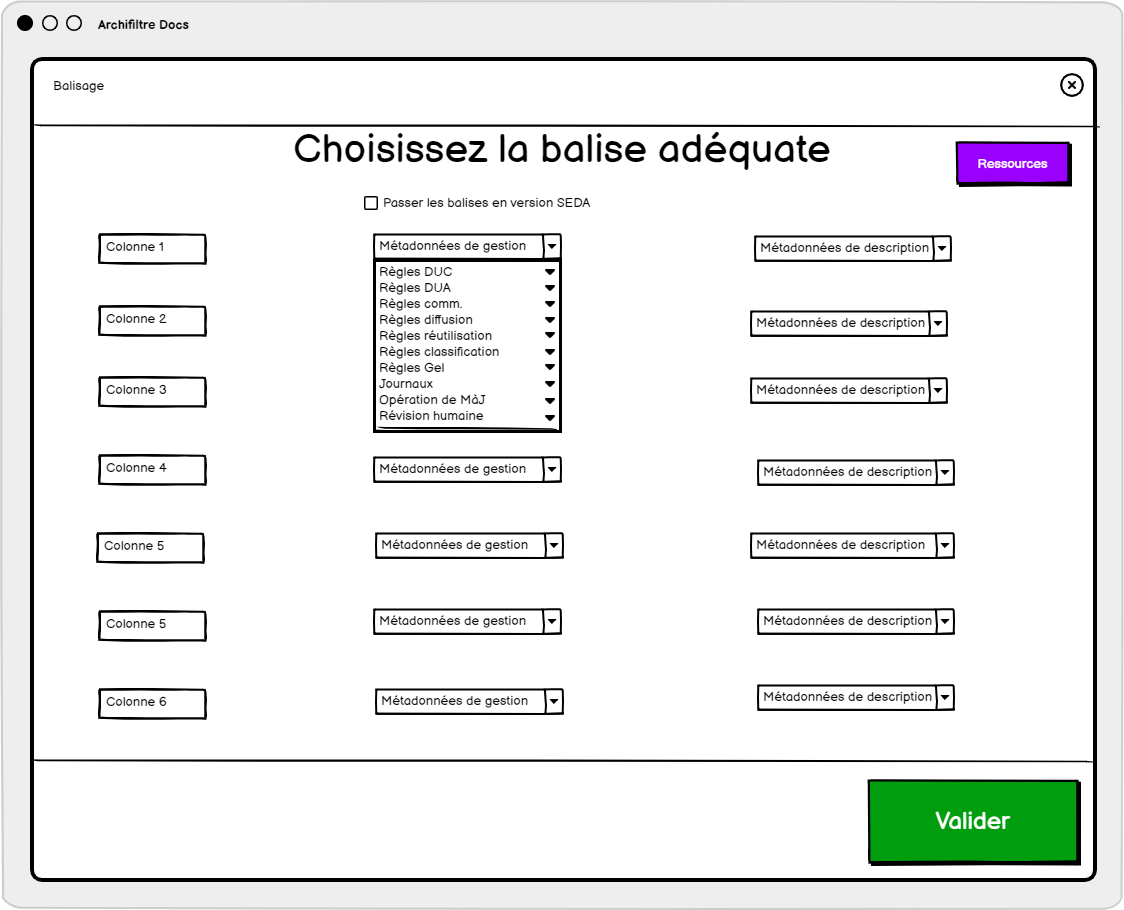 Archifiltre Docs
Balisage
Choisissez la balise adéquate
Ressources
Passer les balises en version SEDA
Colonne 1
Métadonnées de gestion
Métadonnées de description
Règles DUC
Règles DUA
Règles comm.
Règles diffusion
Règles réutilisation
Règles classification
Règles Gel
Journaux
Opération de MàJ
Révision humaine
Colonne 2
Métadonnées de description
Colonne 3
Métadonnées de description
Colonne 4
Métadonnées de gestion
Métadonnées de description
Colonne 5
Métadonnées de gestion
Métadonnées de description
Colonne 5
Métadonnées de gestion
Métadonnées de description
Colonne 6
Métadonnées de gestion
Métadonnées de description
Valider